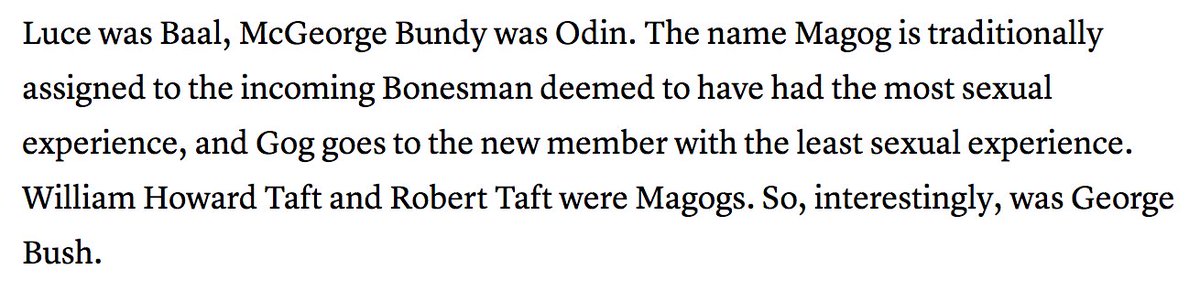 Luce was Baal, McGeorge Bundy was Odin. The name Magog is traditionally
assigned to the incoming Bonesman deemed to have had the most sexual
experience, and Gog goes to the new member with the least sexual experience.
William Howard Taft and Robert Taft were Magogs. So, interestingly, was George
Bush.